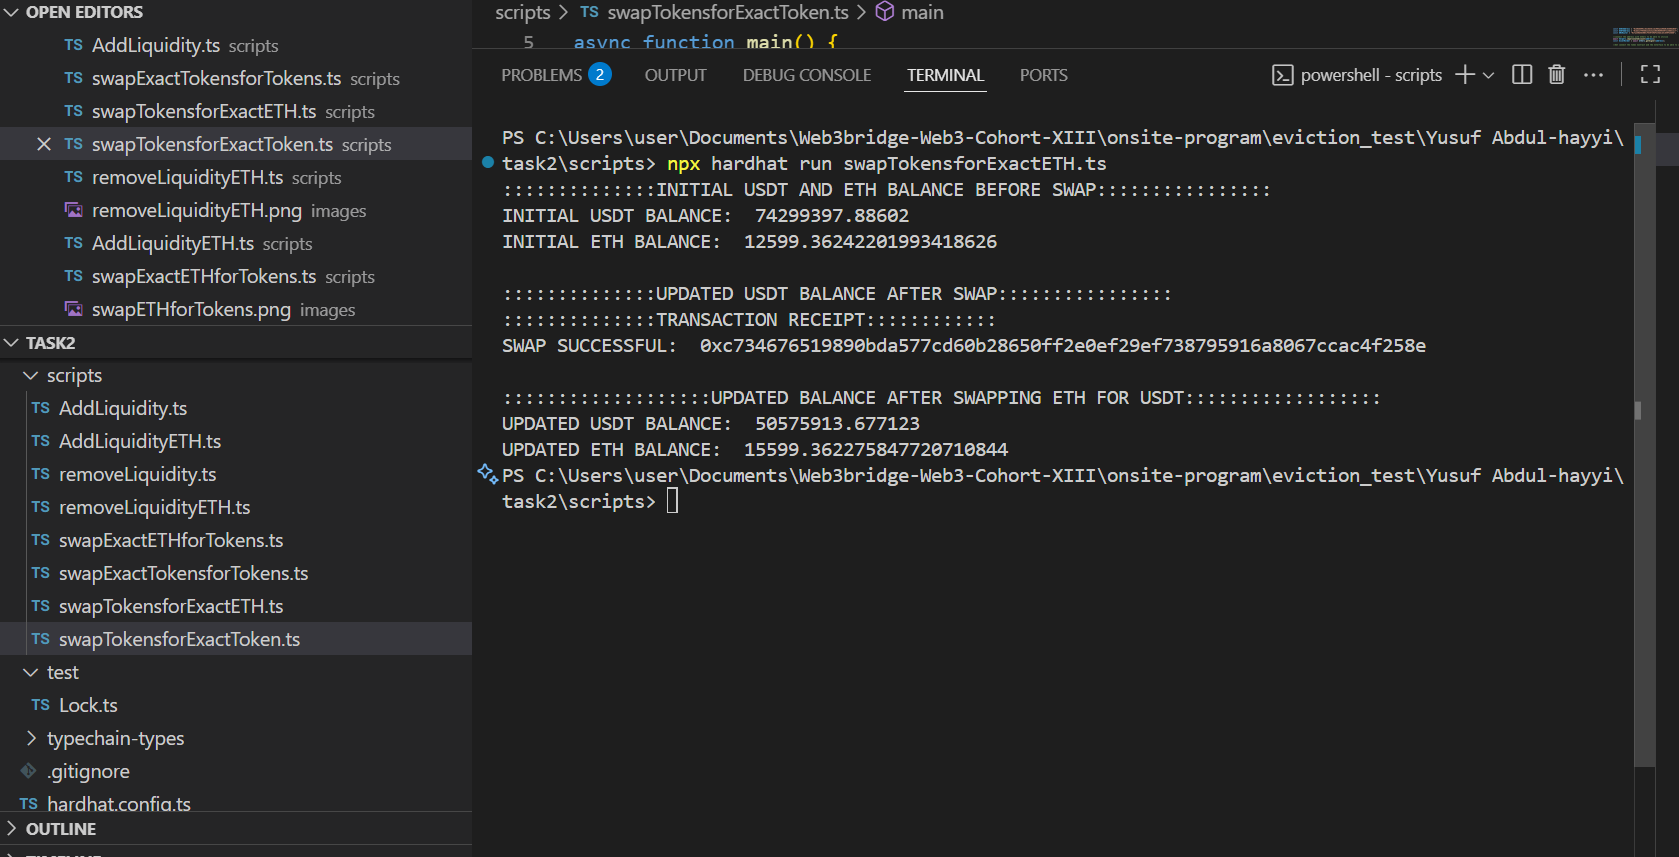 OPEN EDITORS
TS AddLiquidity.ts scripts
TS swapExactTokensforTokens.ts scripts
TS swapTokensforExactETH.ts scripts
TS swapTokensforExactToken.ts scripts
TS removeLiquidityETH.ts scripts
removeLiquidityETH.png images
TS AddLiquidityETH.ts scripts
TS swapExactETHforTokens.ts scripts
swapETHforTokens.png images
TASK2
scripts
TS AddLiquidity.ts
TS AddLiquidityETH.ts
TS removeLiquidity.ts
TS removeLiquidityETH.ts
TS swapExactETHforTokens.ts
TS swapExactTokensforTokens.ts
TS swapTokensforExactETH.ts
TS swapTokensforExactToken.ts
test
TS Lock.ts
typechain-types
.gitignore
TS hardhat.config.ts
OUTLINE
TIMELINE
scripts > TS swapTokensforExactToken.ts > main
5 async function main() {
PROBLEMS 2 OUTPUT DEBUG CONSOLE TERMINAL PORTS powershell - scripts
PS C:\Users\user\Documents\Web3bridge-Web3-Cohort-XIII\onsite-program\eviction_test\Yusuf Abdul-hayyi\
task2\scripts> npx hardhat run swapTokensforExactETH.ts
::::::::::::::INITIAL USDT AND ETH BALANCE BEFORE SWAP::::::::::::::::
INITIAL USDT BALANCE:  74299397.88602
INITIAL ETH BALANCE:  12599.36242201993418626
::::::::::::::UPDATED USDT BALANCE AFTER SWAP::::::::::::::::
::::::::::::::TRANSACTION RECEIPT::::::::::::
SWAP SUCCESSFUL:  0xc734676519890bda577cd60b28650ff2e0ef29ef738795916a8067ccac4f258e
:::::::::::::::::::UPDATED BALANCE AFTER SWAPPING ETH FOR USDT::::::::::::::::::
UPDATED USDT BALANCE:  50575913.677123
UPDATED ETH BALANCE:  15599.362275847720710844
PS C:\Users\user\Documents\Web3bridge-Web3-Cohort-XIII\onsite-program\eviction_test\Yusuf Abdul-hayyi\
task2\scripts>